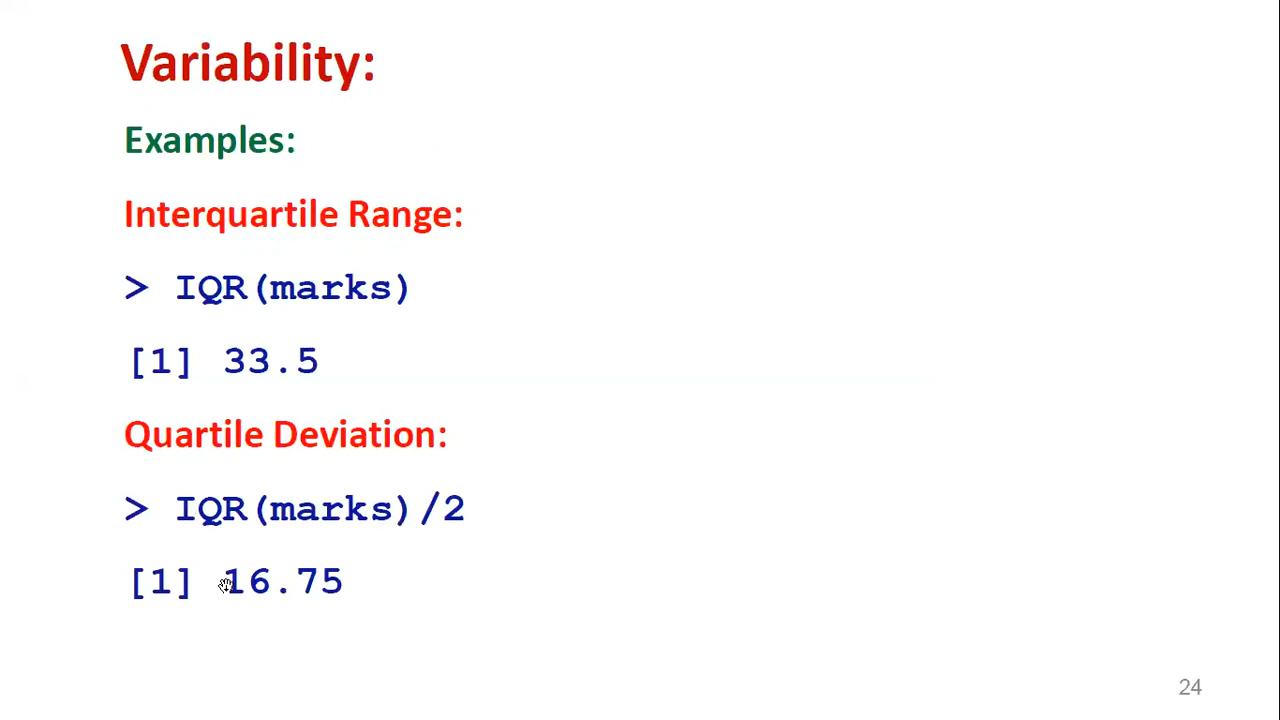 Variability:
Examples:
Interquartile Range:
> IQR(marks)
[1] 33.5
Quartile Deviation:
> IQR(marks)/2
[1] 16.75
24